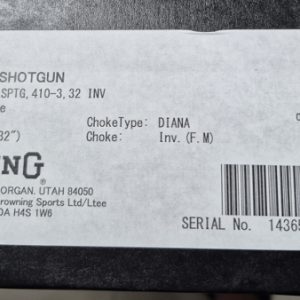 SHOTGUN
SPTG, 410-3, 32 INV
ChokeType: DIANA
32")
Choke: Inv. (F.M)
NG
ORGAN. UTAH 84050
rowning Sports Ltd/Ltee
DA H4S 1W6
SERIAL No. 14365